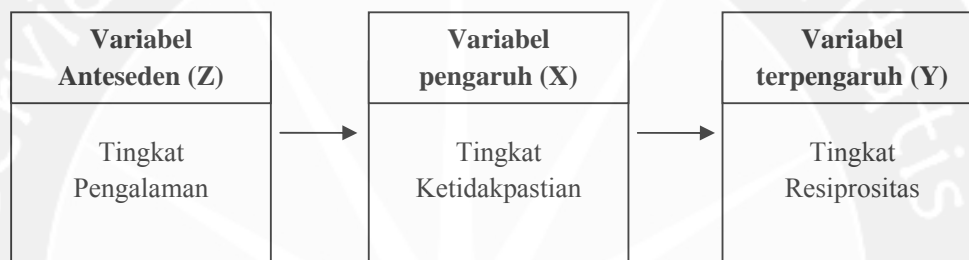 Variabel
Anteseden (Z)
Tingkat
Pengalaman
Variabel
pengaruh (X)
Tingkat
Ketidakpastian
Variabel
terpengaruh (Y)
Tingkat
Resiprositas